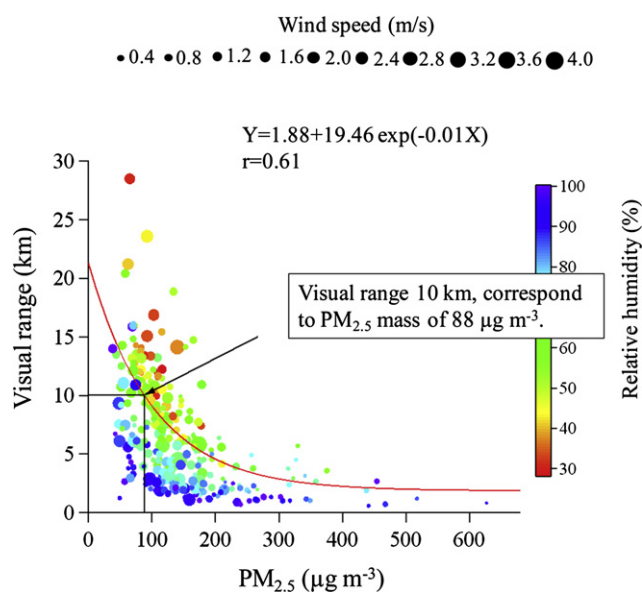 Wind speed (m/s)
0.4 0.8 1.2 1.6 2.0 2.4 2.8 3.2 3.6 4.0
Y=1.88+19.46 exp(-0.01X)
r=0.61
30
25
20
15
10
5
0
Visual range (km)
0 100 200 300 400 500 600
PM2.5 (μg m-3)
Visual range 10 km, correspond
to PM2.5 mass of 88 μg m-3.
100
90
80
60
50
40
30
Relative humidity (%)